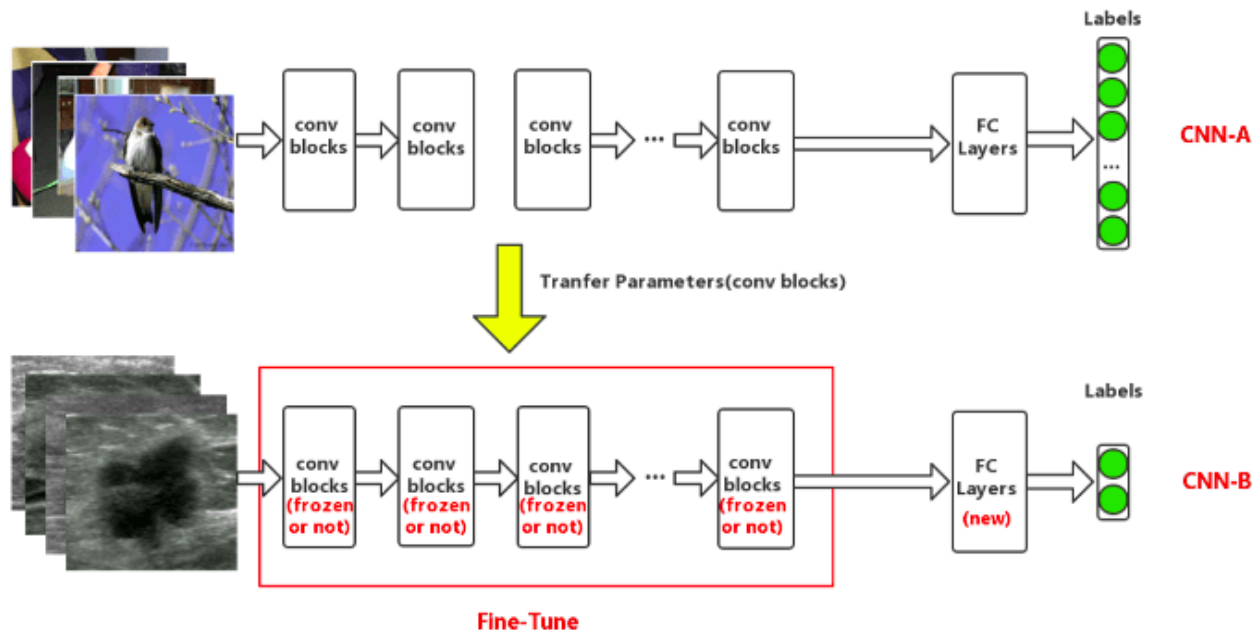 Labels
conv
blocks
conv
blocks
conv
blocks
...
conv
blocks
FC
Layers
...
CNN-A
Tranfer Parameters(conv blocks)
Labels
conv
blocks
(frozen
or not)
conv
blocks
(frozen
or not)
conv
blocks
(frozen
or not)
...
conv
blocks
(frozen
or not)
FC
Layers
(new)
CNN-B
Fine-Tune